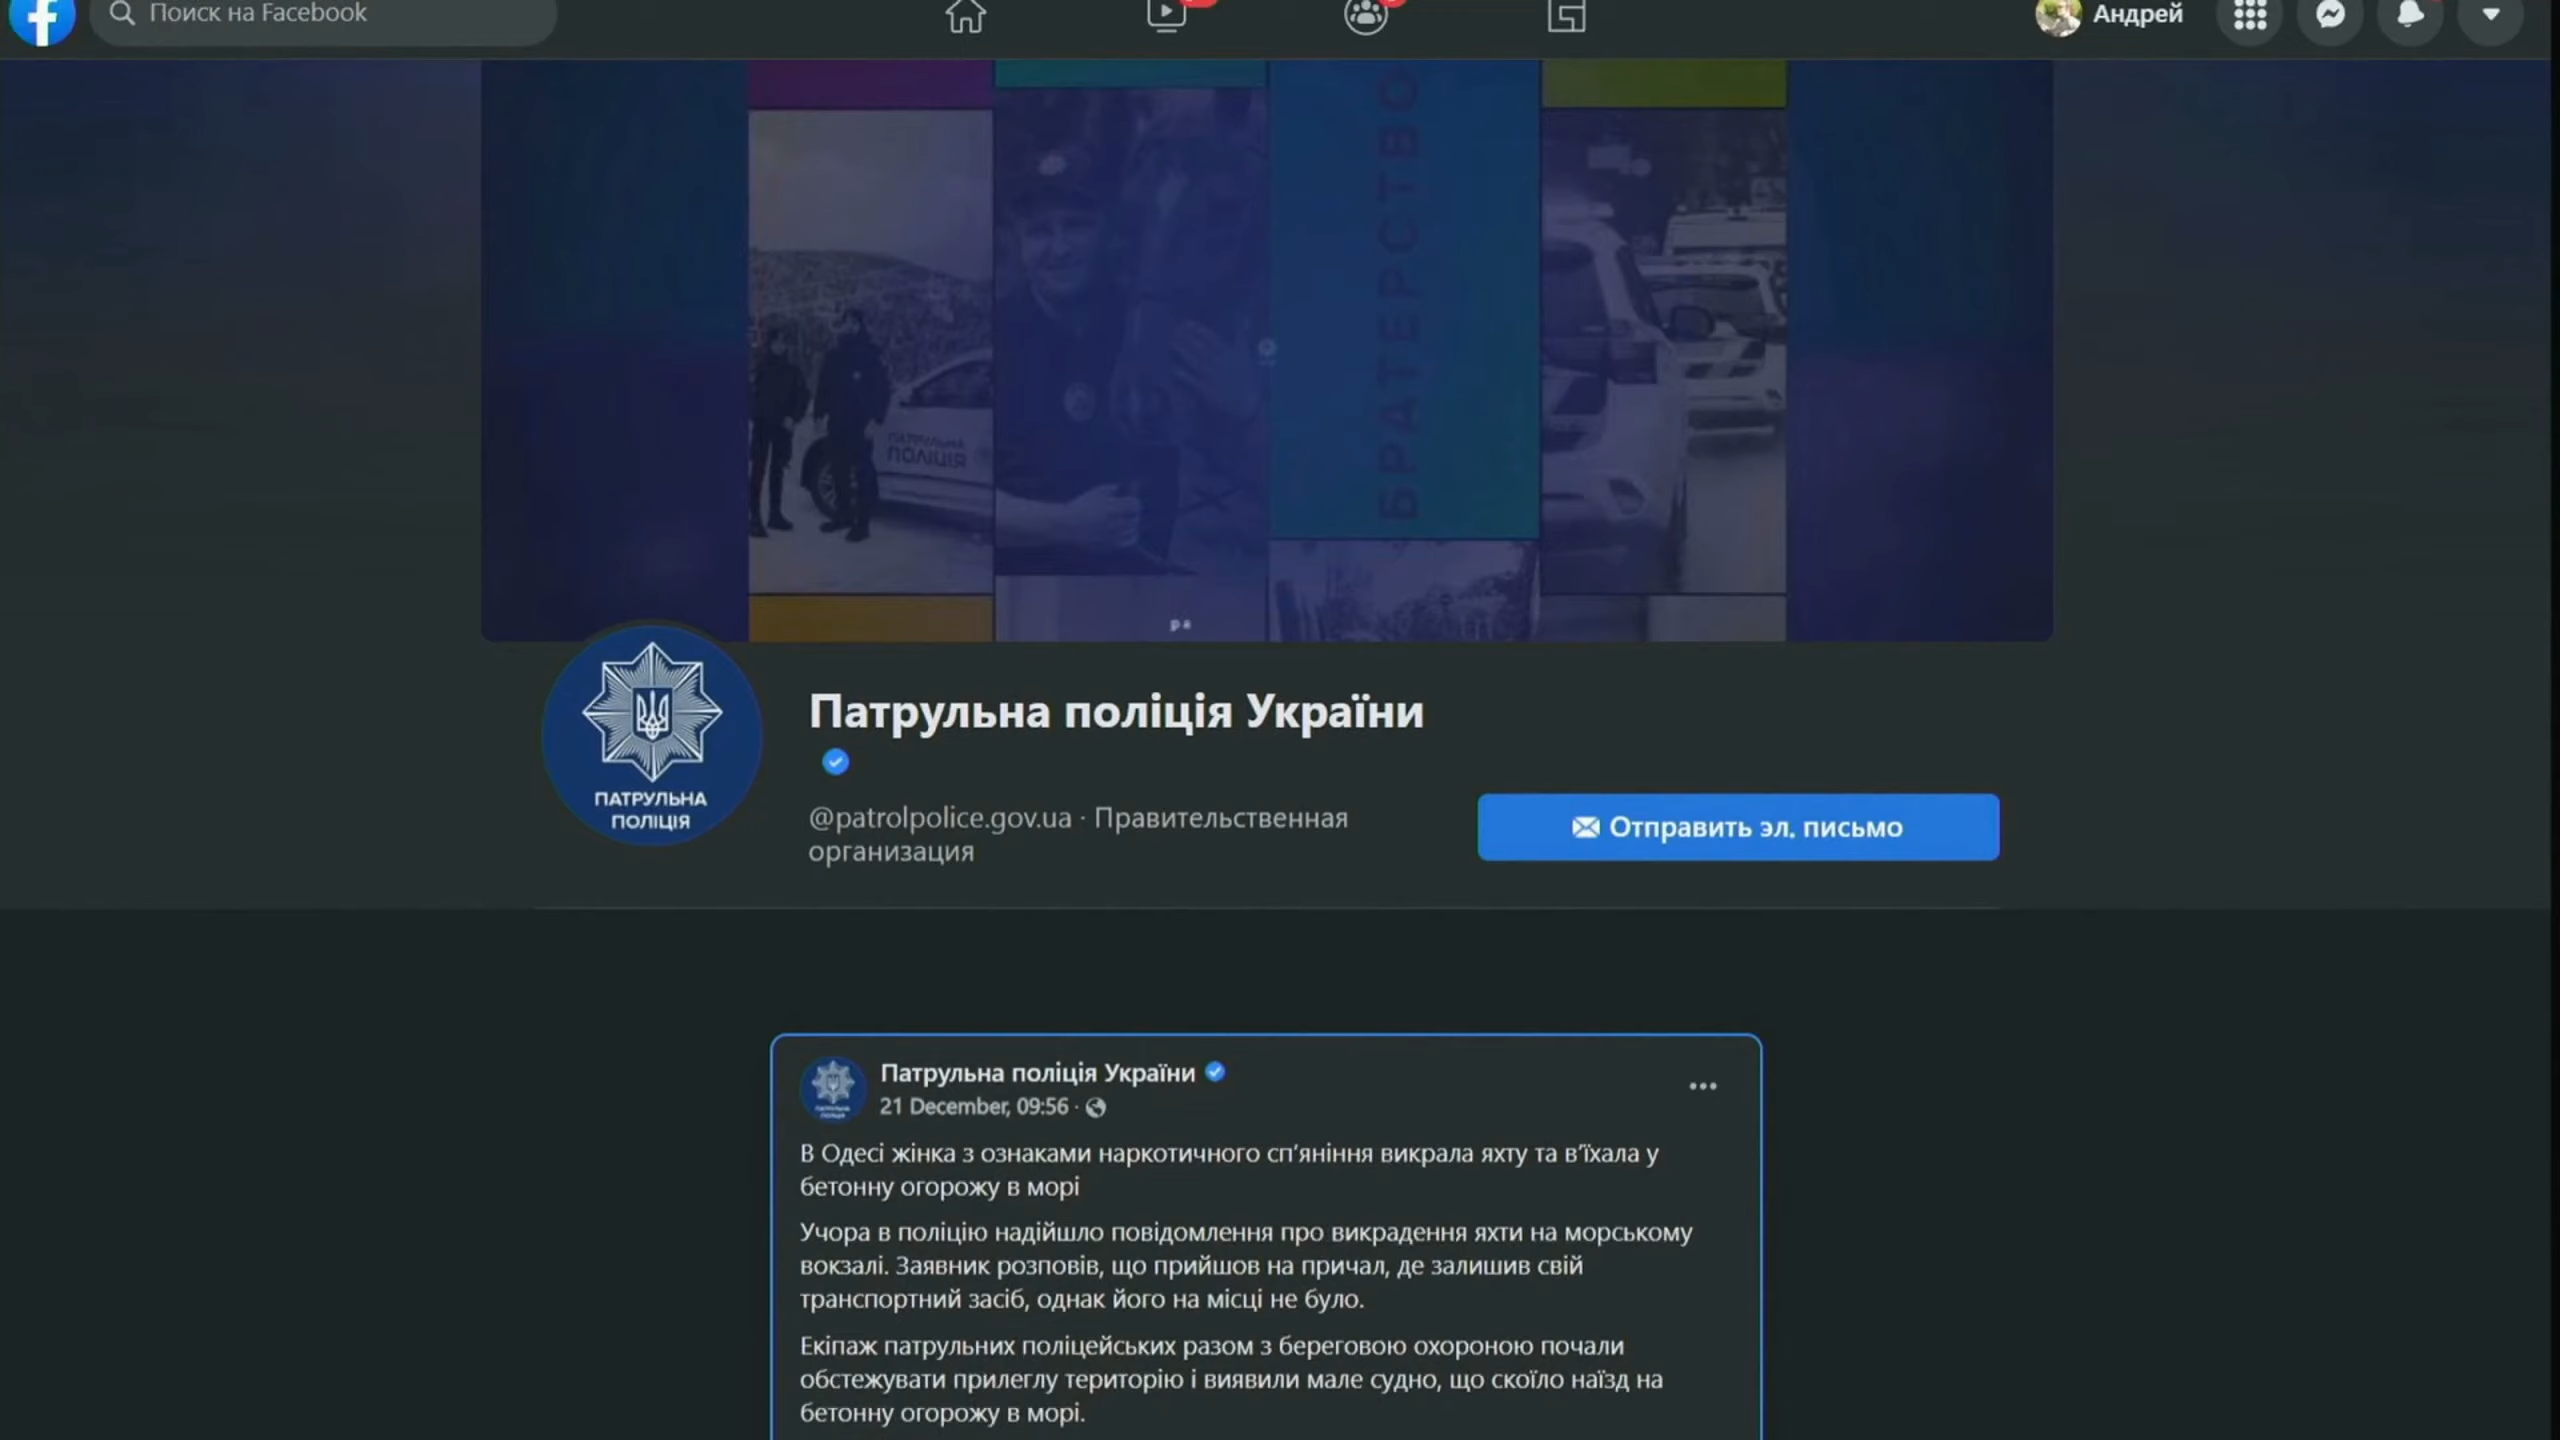 Поиск на Facebook
Андрей
БРАТЕРСТВО
ПАТРУЛЬНА
ПОЛІЦІЯ
Патрульна поліція України
ПАТРУЛЬНА
ПОЛІЦІЯ
@patrolpolice.gov.ua · Правительственная
организация
Отправить эл. письмо
Патрульна поліція України
21 December, 09:56 ·
В Одесі жінка з ознаками наркотичного сп’яніння викрала яхту та в’їхала у
бетонну огорожу в морі
Учора в поліцію надійшло повідомлення про викрадення яхти на морському
вокзалі. Заявник розповів, що прийшов на причал, де залишив свій
транспортний засіб, однак його на місці не було.
Екіпаж патрульних поліцейських разом з береговою охороною почали
обстежувати прилеглу територію і виявили мале судно, що скоїло наїзд на
бетонну огорожу в морі.